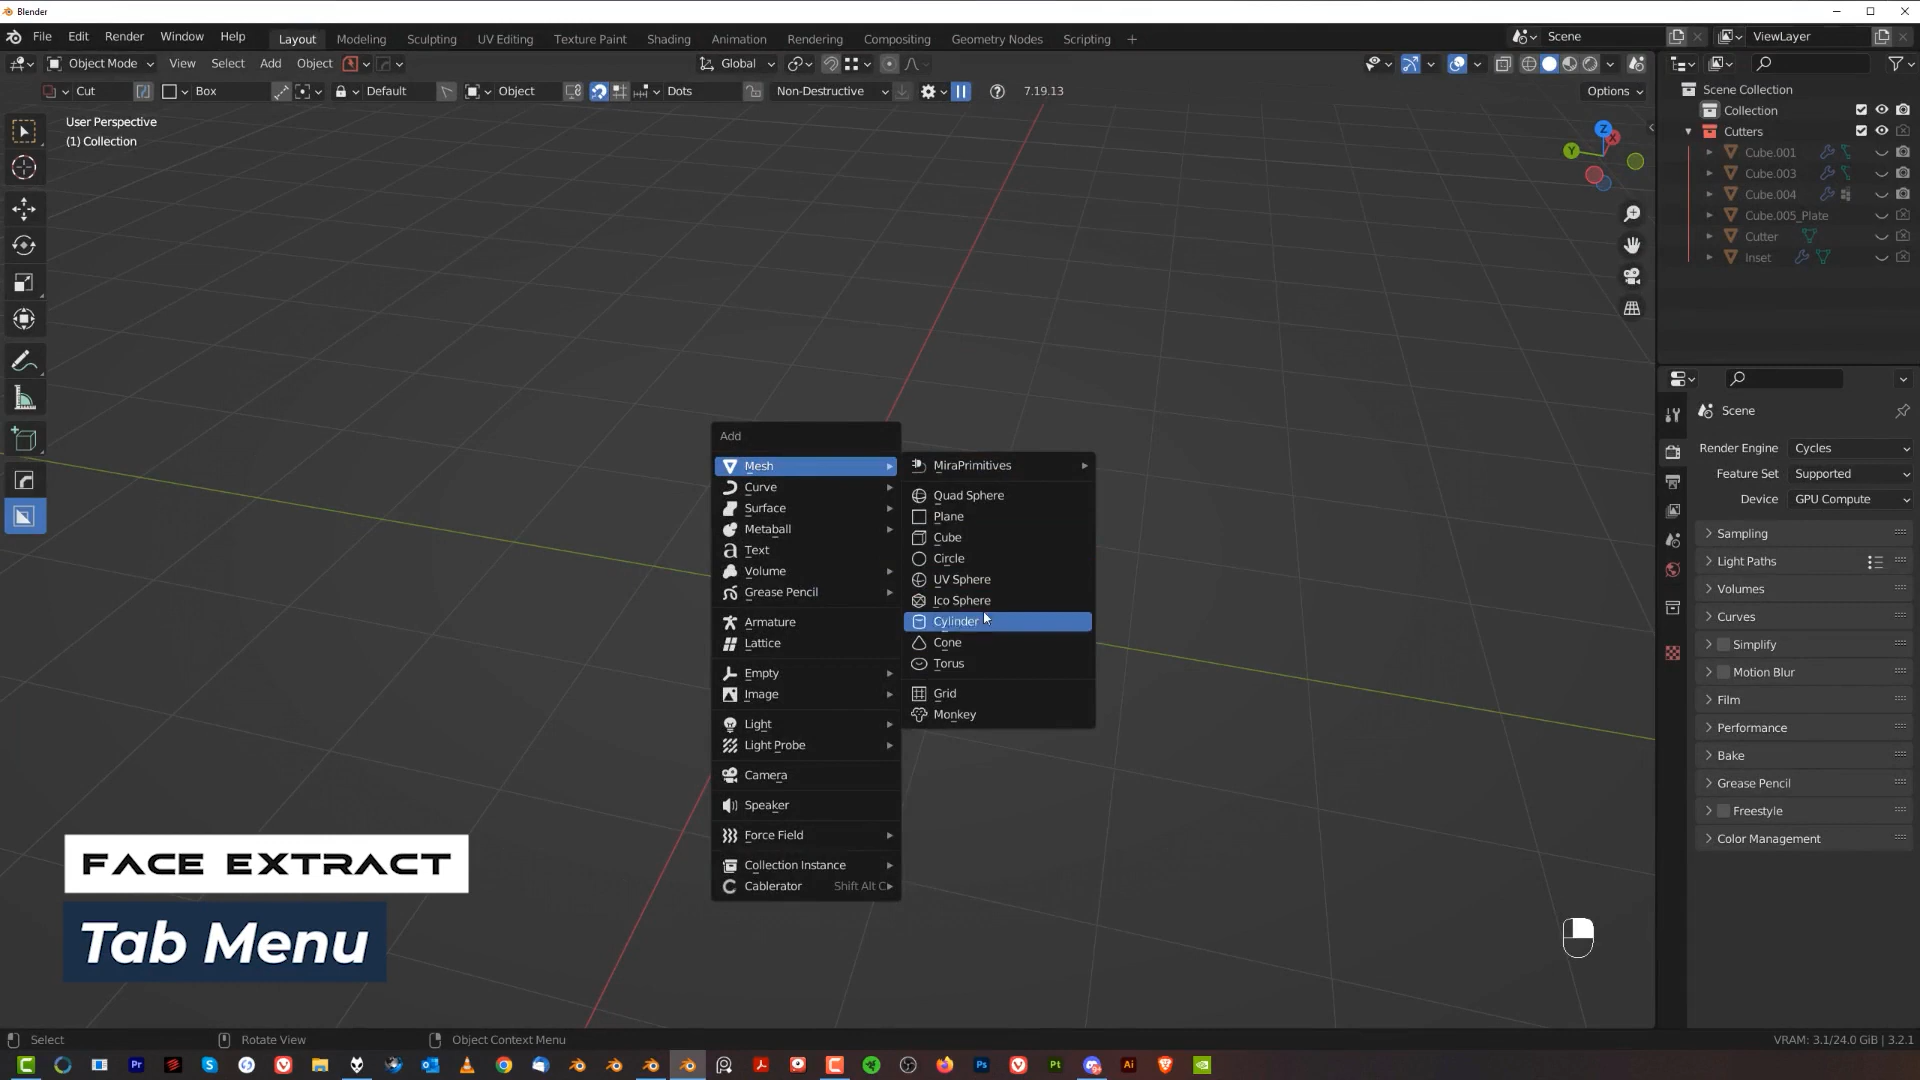 Blender
File Edit Render Window Help Layout Modeling Sculpting UV Editing Texture Paint Shading Animation Rendering Compositing Geometry Nodes Scripting + Scene ViewLayer
Object Mode View Select Add Object Global
Cut Box Default Object Dots Non-Destructive 7.19.13 Options
User Perspective
(1) Collection
Z
X
Y
Scene Collection
Collection
Cutters
Cube.001
Cube.003
Cube.004
Cube.005_Plate
Cutter
Inset
Scene
Render Engine Cycles
Feature Set Supported
Device GPU Compute
Sampling
Light Paths
Volumes
Curves
Simplify
Motion Blur
Film
Performance
Bake
Grease Pencil
Freestyle
Color Management
Add
Mesh
Curve
Surface
Metaball
Text
Volume
Grease Pencil
Armature
Lattice
Empty
Image
Light
Light Probe
Camera
Speaker
Force Field
Collection Instance
Cablerator Shift Alt C
MiraPrimitives
Quad Sphere
Plane
Cube
Circle
UV Sphere
Ico Sphere
Cylinder
Cone
Torus
Grid
Monkey
FACE EXTRACT
Tab Menu
Select Rotate View Object Context Menu VRAM: 3.1/24.0 GiB | 3.2.1
Pr S Ps Pt Ai